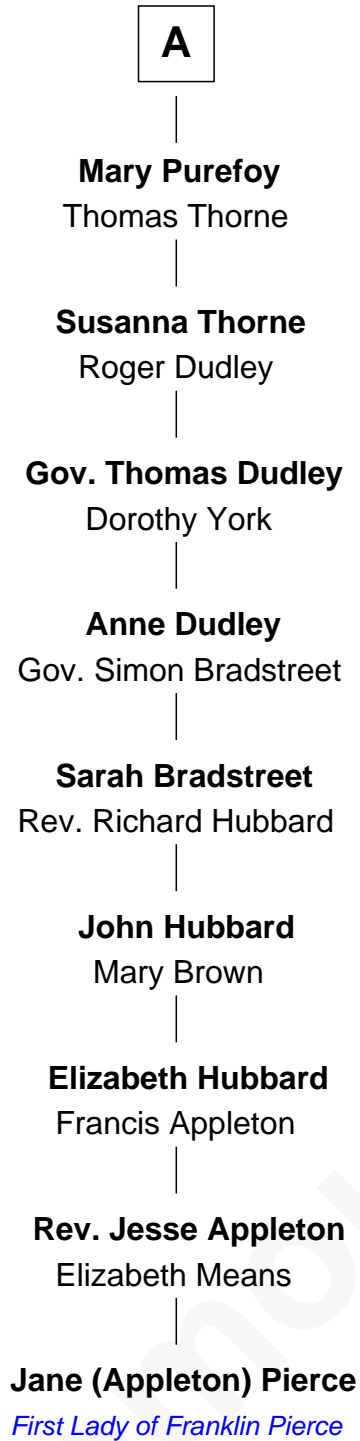 A
Mary Purefoy
Thomas Thorne
Susanna Thorne
Roger Dudley
Gov. Thomas Dudley
Dorothy York
Anne Dudley
Gov. Simon Bradstreet
Sarah Bradstreet
Rev. Richard Hubbard
John Hubbard
Mary Brown
Elizabeth Hubbard
Francis Appleton
Rev. Jesse Appleton
Elizabeth Means
Jane (Appleton) Pierce
First Lady of Franklin Pierce